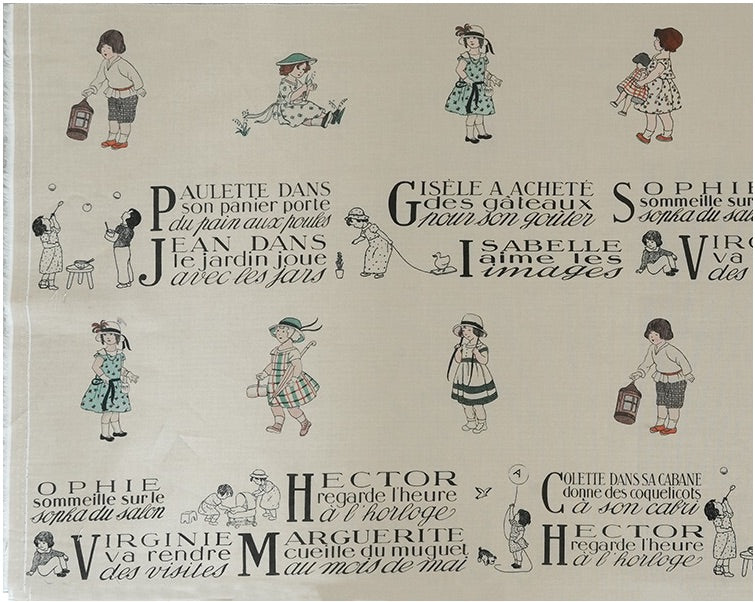 PAULETTE DANS
son panier porte
du pain aux poules
GISÈLE A ACHETÉ
des gâteaux
pour son goûter
SOPHIE
sommeille sur
sopha du sal
JEAN DANS
le jardin joue
avec les jars
ISABELLE
aime les
images
VIRG
va
des
OPHIE
sommeille sur le
sopha du salon
HECTOR
regarde l'heure
à l'horloge
A
COLETTE DANS SA CABANE
donne des coquelicots
à son cabri
VIRGINIE
va rendre
des visites
MARGUERITE
cueille du muguet
au mois de mai
HECTOR
regarde l'heure
à l'horloge